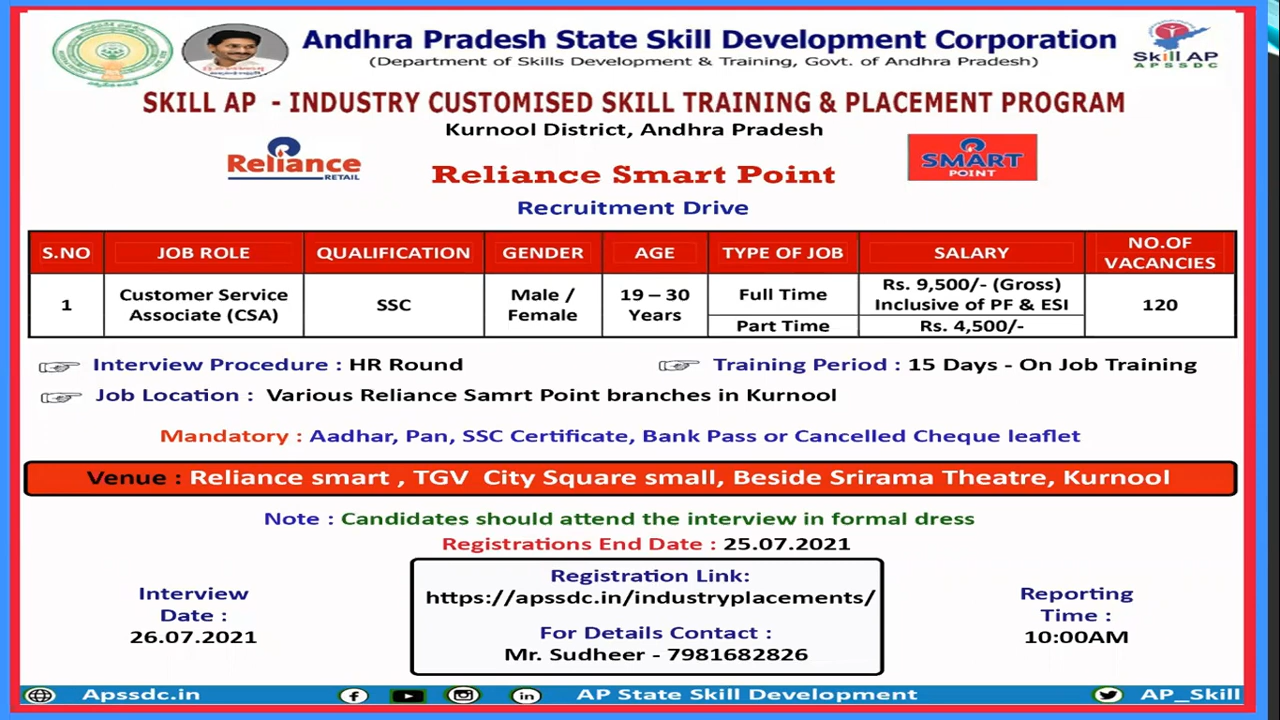 Andhra Pradesh State Skill Development Corporation
(Department of Skills Development & Training, Govt. of Andhra Pradesh)
Skill AP
APSSDC
SKILL AP - INDUSTRY CUSTOMISED SKILL TRAINING & PLACEMENT PROGRAM
Kurnool District, Andhra Pradesh
Reliance
RETAIL
Reliance Smart Point
SMART
POINT
Recruitment Drive
S.NO JOB ROLE QUALIFICATION GENDER AGE TYPE OF JOB SALARY NO.OF VACANCIES
1 Customer Service Associate (CSA) SSC Male / Female 19 – 30 Years Full Time Rs. 9,500/- (Gross) Inclusive of PF & ESI 120
Part Time Rs. 4,500/-
Interview Procedure : HR Round Training Period : 15 Days - On Job Training
Job Location : Various Reliance Samrt Point branches in Kurnool
Mandatory : Aadhar, Pan, SSC Certificate, Bank Pass or Cancelled Cheque leaflet
Venue : Reliance smart , TGV City Square small, Beside Srirama Theatre, Kurnool
Note : Candidates should attend the interview in formal dress
Registrations End Date : 25.07.2021
Interview
Date :
26.07.2021
Registration Link:
https://apssdc.in/industryplacements/
For Details Contact :
Mr. Sudheer - 7981682826
Reporting
Time :
10:00AM
Apssdc.in AP State Skill Development AP_Skill